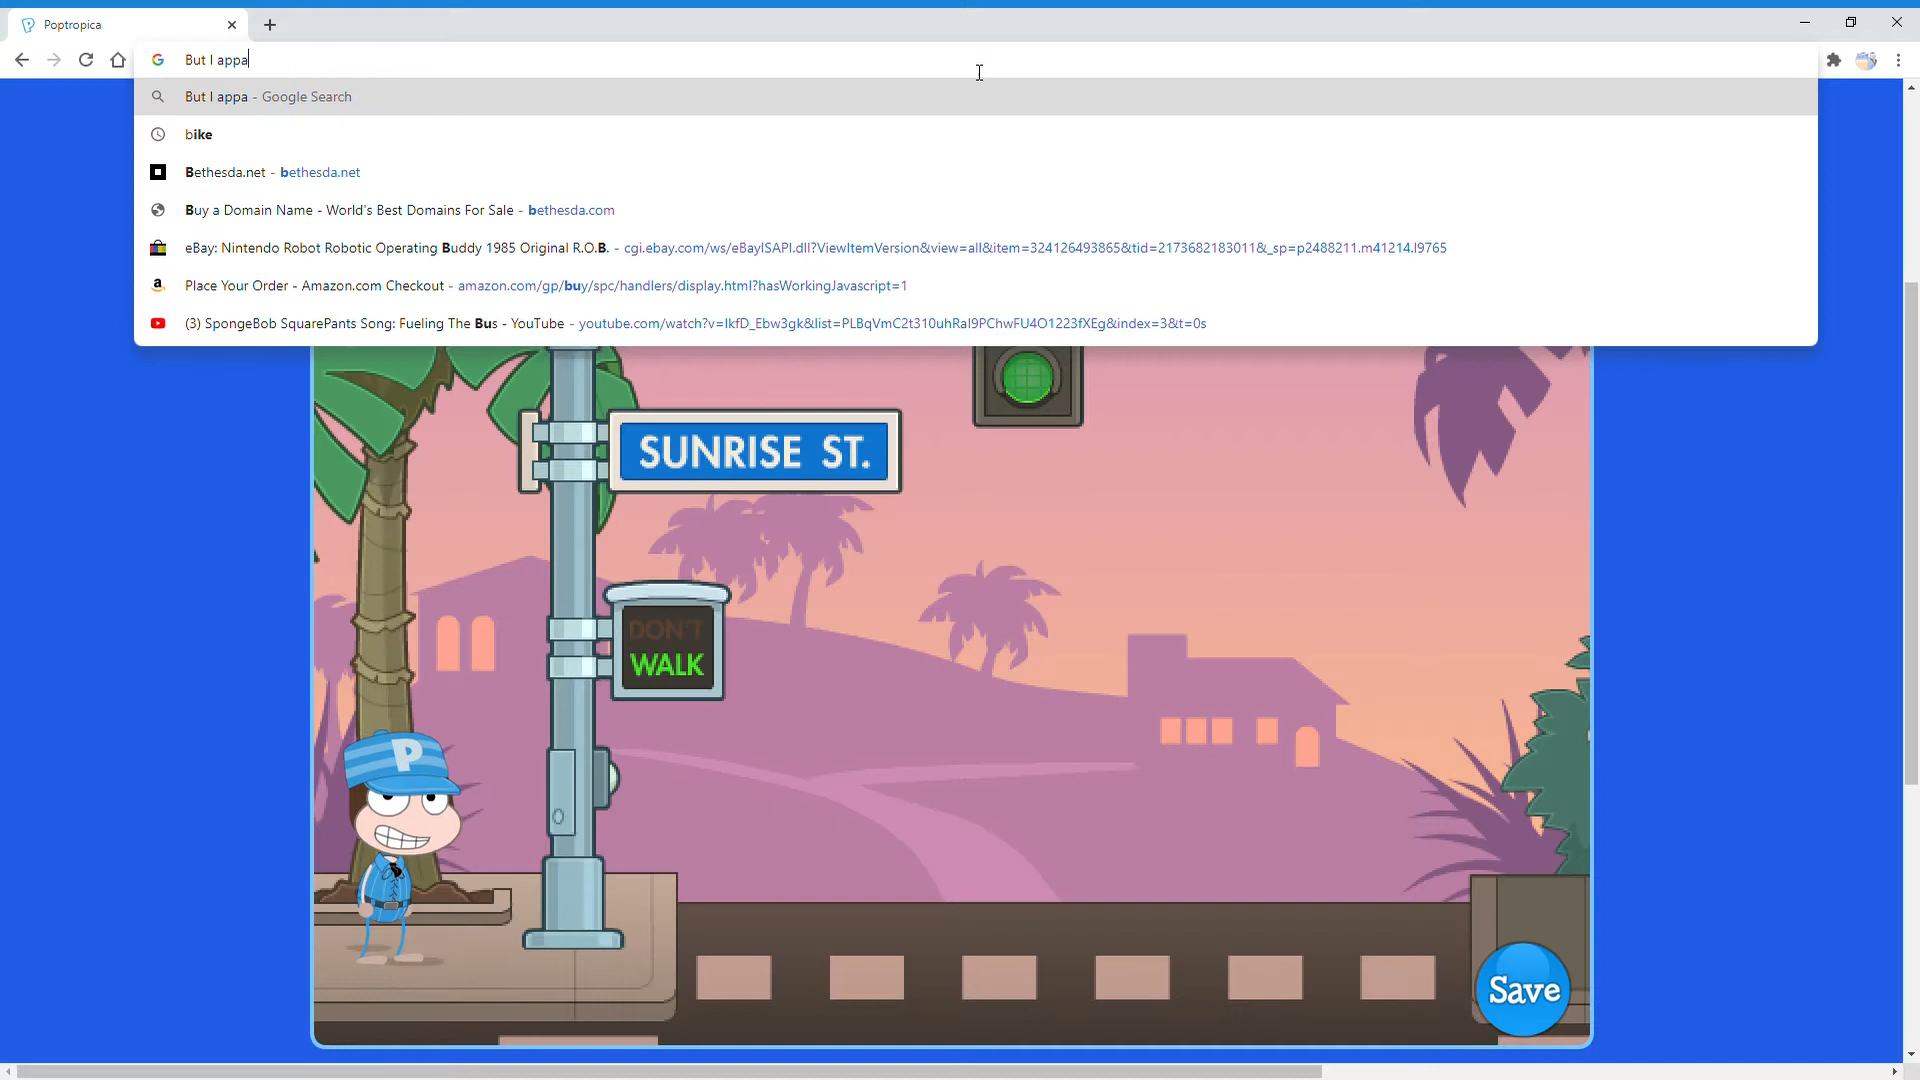 Poptropica
But I appa
But I appa - Google Search
bike
Bethesda.net - bethesda.net
Buy a Domain Name - World's Best Domains For Sale - bethesda.com
eBay: Nintendo Robot Robotic Operating Buddy 1985 Original R.O.B. - cgi.ebay.com/ws/eBayISAPI.dll?ViewItemVersion&view=all&item=324126493865&tid=2173682183011&_sp=p2488211.m41214.l9765
Place Your Order - Amazon.com Checkout - amazon.com/gp/buy/spc/handlers/display.html?hasWorkingJavascript=1
(3) SpongeBob SquarePants Song: Fueling The Bus - YouTube - youtube.com/watch?v=IkfD_Ebw3gk&list=PLBqVmC2t310uhRaI9PChwFU4O1223fXEg&index=3&t=0s
SUNRISE ST.
DON'T
WALK
P
Save